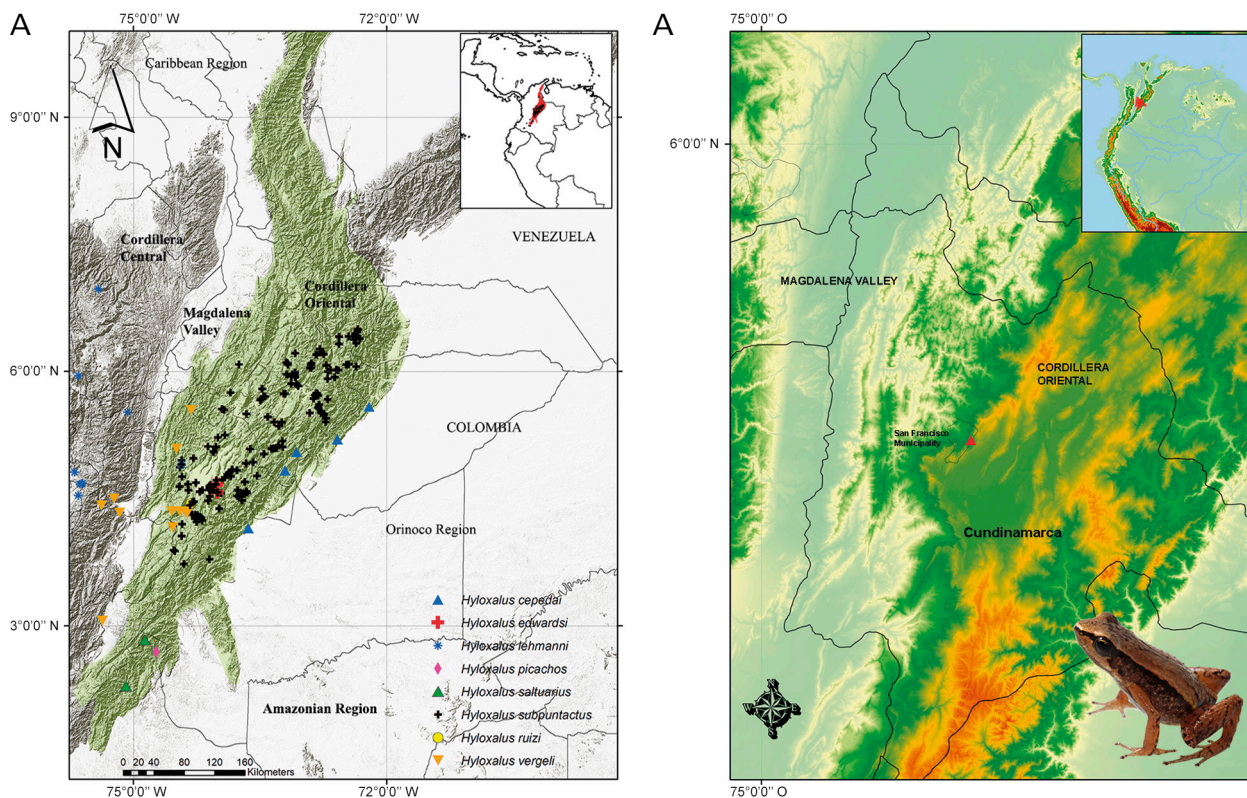 A
75°0'0" W
72°0'0" W
Caribbean Region
N
9°0'0" N
Cordillera
Central
VENEZUELA
Cordillera
Oriental
Magdalena
Valley
6°0'0" N
COLOMBIA
Orinoco Region
3°0'0" N
Amazonian Region
Hyloxalus cepedai
Hyloxalus edwardsi
Hyloxalus lehmanni
Hyloxalus picachos
Hyloxalus saltuarius
Hyloxalus subpuntactus
Hyloxalus ruizi
Hyloxalus vergeli
0 20 40 80 120 160
Kilometers
75°0'0" W
72°0'0" W
A
75°0'0" O
6°0'0" N
MAGDALENA VALLEY
CORDILLERA
ORIENTAL
San Francisco
Municipality
Cundinamarca
75°0'0" O